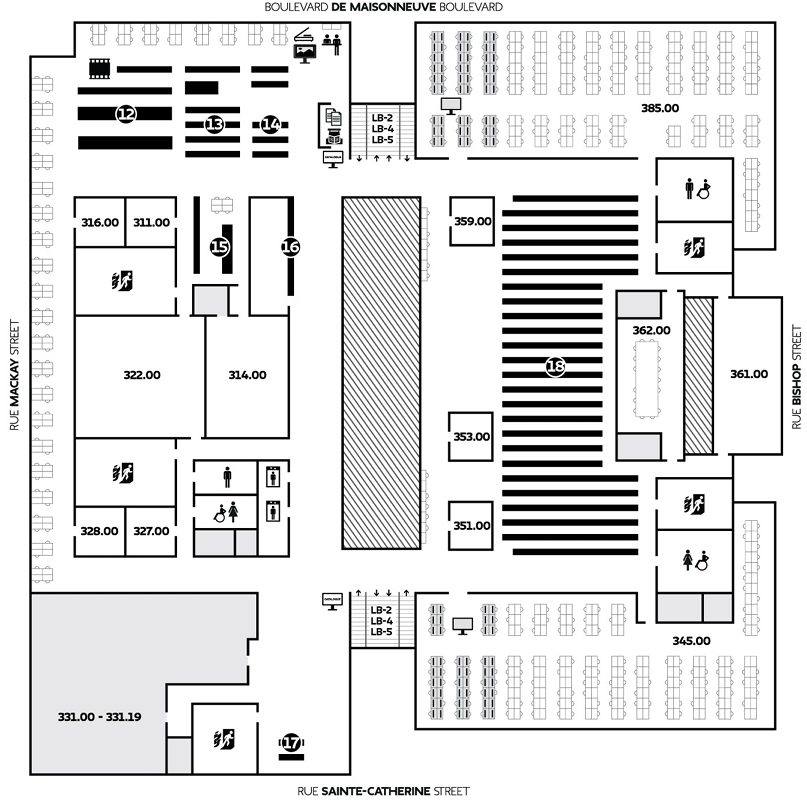 BOULEVARD DE MAISONNEUVE BOULEVARD
12
13
14
LB-2
LB-4
LB-5
CATALOGUE
385.00
316.00
311.00
15
16
359.00
RUE MACKAY STREET
322.00
314.00
18
362.00
361.00
RUE BISHOP STREET
353.00
328.00
327.00
351.00
CATALOGUE
LB-2
LB-4
LB-5
345.00
331.00 - 331.19
17
RUE SAINTE-CATHERINE STREET